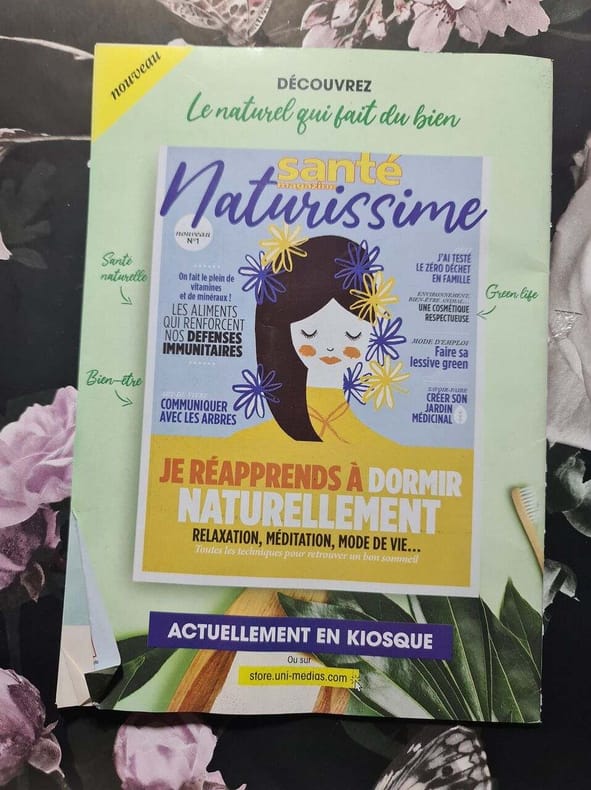 nouveau
DÉCOUVREZ
Le naturel qui fait du bien
santé
magazine
Naturissime
nouveau
N°1
Santé
naturelle
On fait le plein de
vitamines
et de minéraux !
LES ALIMENTS
QUI RENFORCENT
NOS DÉFENSES
IMMUNITAIRES
Bien-être
COMMUNIQUER
AVEC LES ARBRES
J'AI TESTÉ
LE ZÉRO DÉCHET
EN FAMILLE
ENVIRONNEMENT,
BIEN-ÊTRE ANIMAL...
UNE COSMÉTIQUE
RESPECTUEUSE
Green life
MODE D'EMPLOI
Faire sa
lessive green
SAVOIR-FAIRE
CRÉER SON
JARDIN
MÉDICINAL
JE RÉAPPRENDS À DORMIR
NATURELLEMENT
RELAXATION, MÉDITATION, MODE DE VIE...
Toutes les techniques pour retrouver un bon sommeil
ACTUELLEMENT EN KIOSQUE
Ou sur
store.uni-medias.com